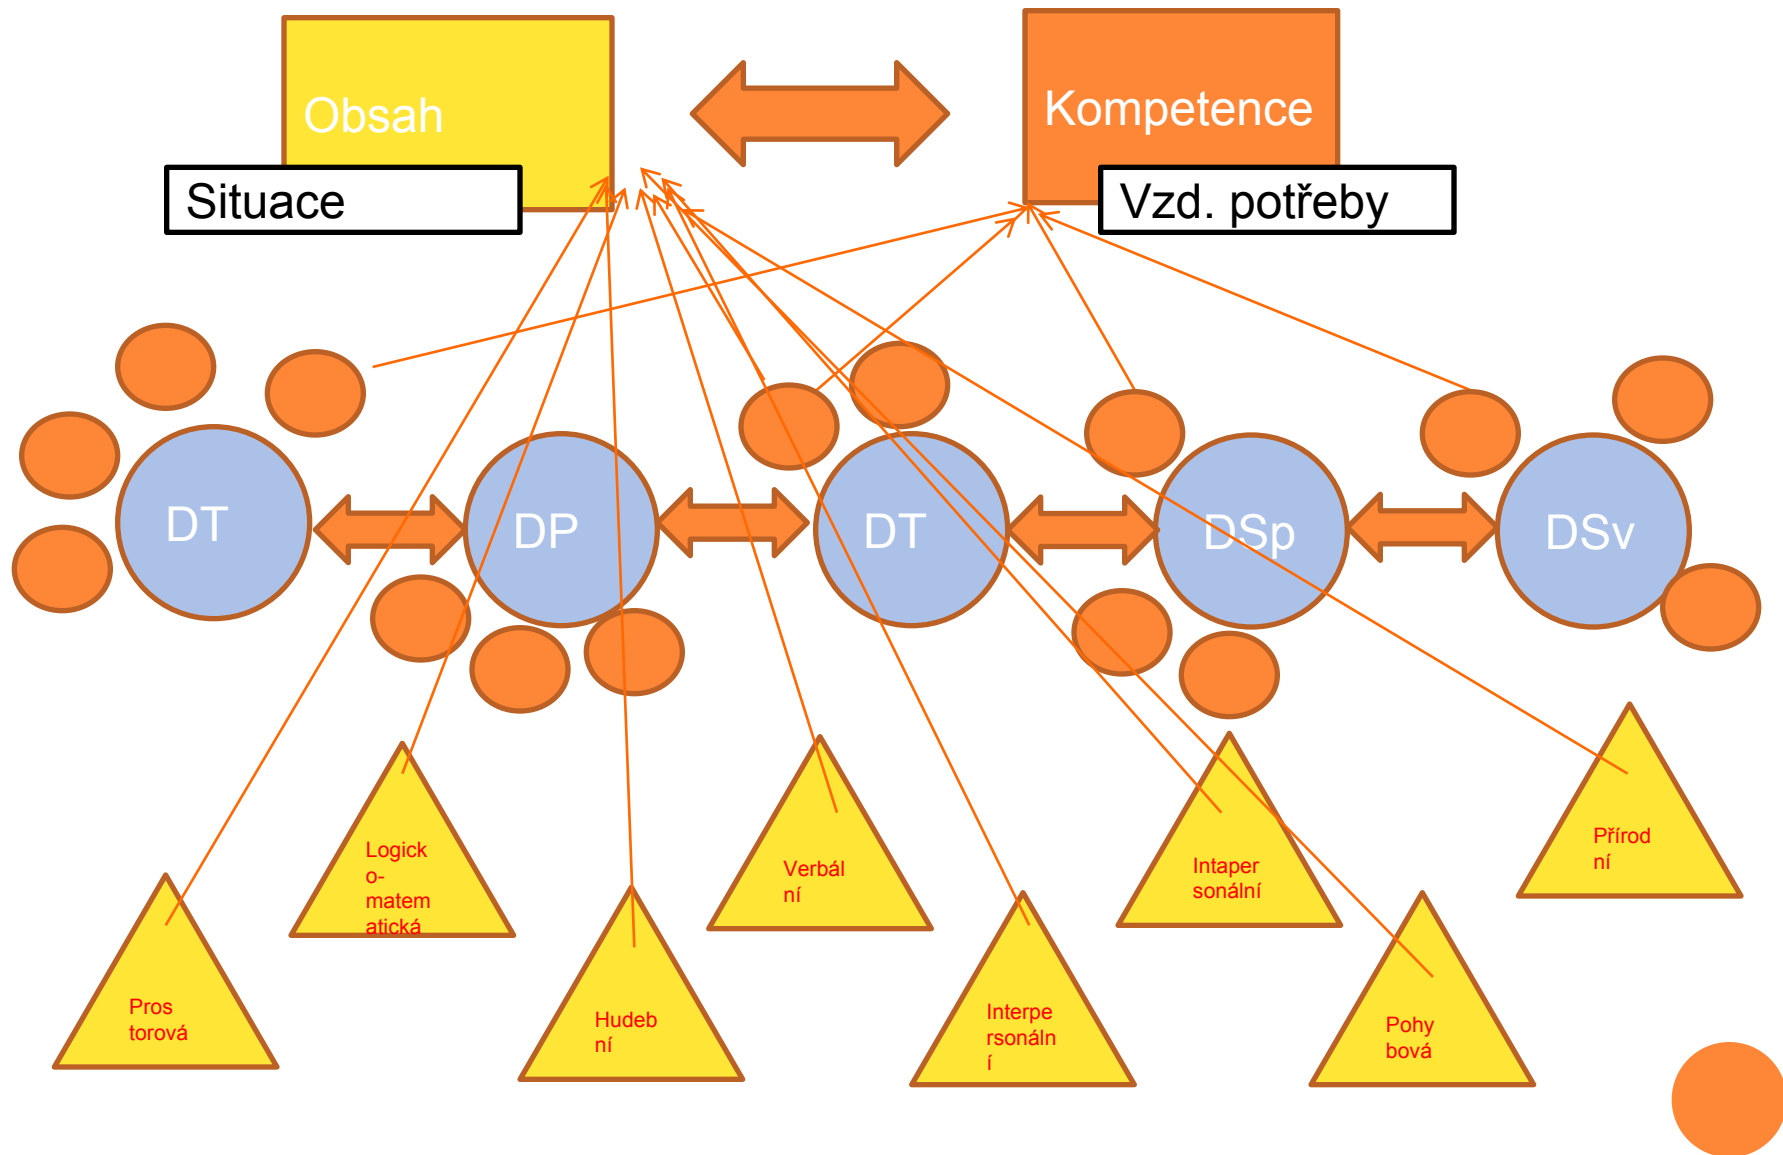 Obsah
Kompetence
Situace
Vzd. potřeby
DT
DP
DT
DSp
DSv
Logick
o-
matem
atická
Verbál
ní
Intaper
sonální
Přírod
ní
Pros
torová
Hudeb
ní
Interpe
rsonáln
í
Pohy
bová